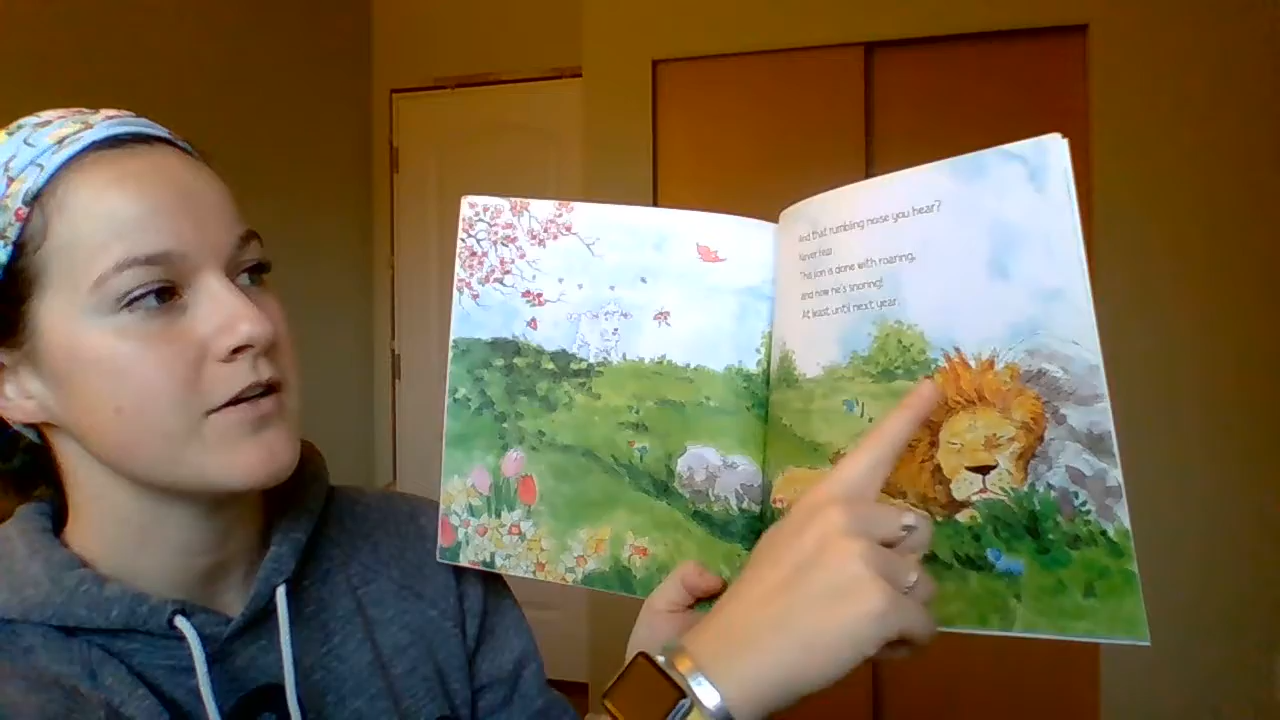 And that rumbling noise you hear?
Never fear.
The lion is done with roaring,
and now he's snoring!
At least until next year.